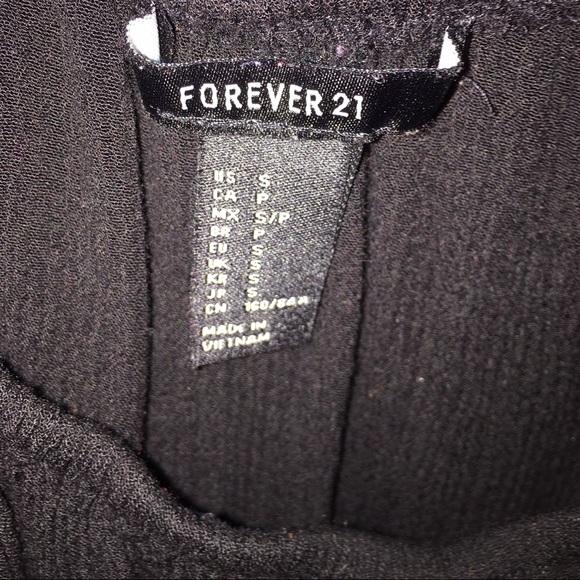 FOREVER 21
US S
CA P
MX S/P
BR P
EU S
UK S
KR S
JP S
CN 160/84A
MADE IN
VIETNAM